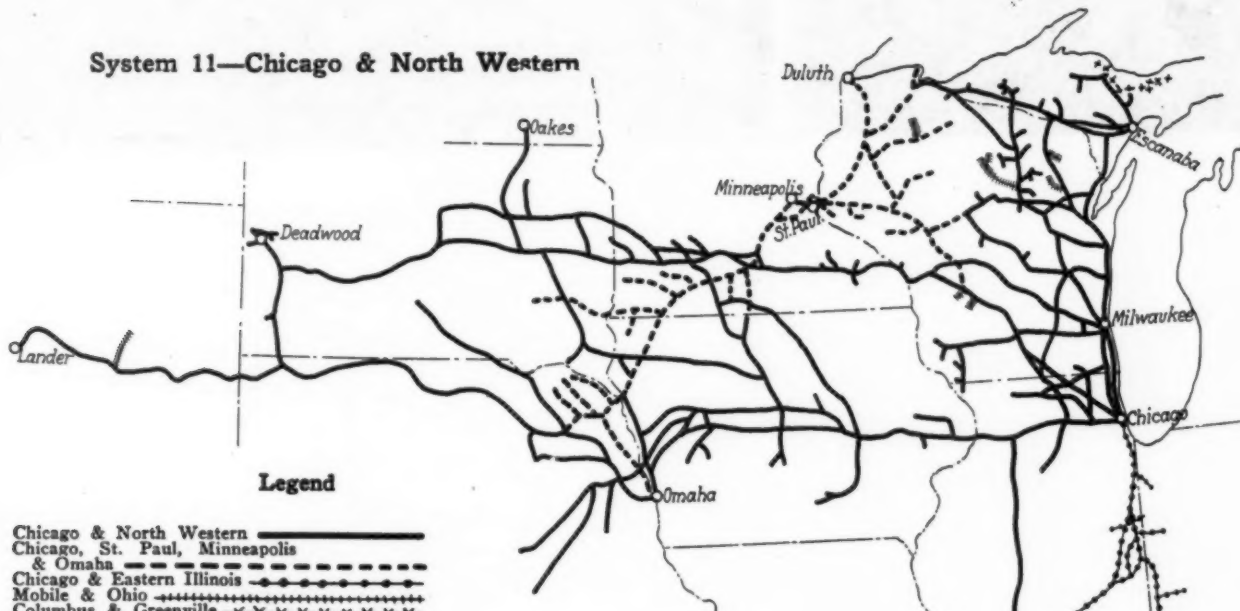 System 11—Chicago & North Western
Duluth
Oakes
Escanaba
Minneapolis
St. Paul
Deadwood
Milwaukee
Lander
Chicago
Legend
Omaha
Chicago & North Western
Chicago, St. Paul, Minneapolis
& Omaha
Chicago & Eastern Illinois
Mobile & Ohio
Columbus & Greenville